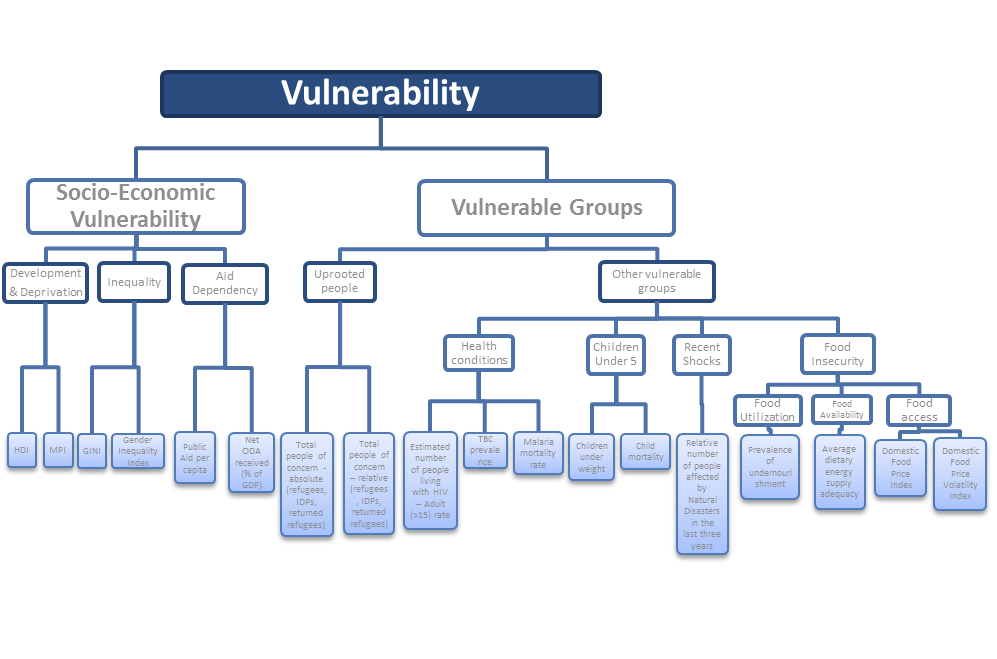 Vulnerability
Socio-Economic
Vulnerability
Vulnerable Groups
Development
& Deprivation
Inequality
Aid
Dependency
Uprooted
people
Other vulnerable
groups
Health
conditions
Children
Under 5
Recent
Shocks
Food
Insecurity
Food
Utilization
Food
Availability
Food
access
HDI
MPI
GINI
Gender
Inequality
Index
Public
Aid per
capita
Net
ODA
received
(% of
GDP)
Total
people of
concern -
absolute
(refugees,
IDPs,
returned
refugees)
Total
people of
concern
– relative
(refugees
, IDPs,
returned
refugees)
Estimated
number
of people
living
with HIV
– Adult
(>15) rate
TBC
prevale
nce
Malaria
mortality
rate
Children
under
weight
Child
mortality
Relative
number
of people
affected
by
Natural
Disasters
in the
last three
years
Prevalence
of
undernouri
shment
Average
dietary
energy
supply
adequacy
Domestic
Food
Price
Index
Domestic
Food
Price
Volatility
Index